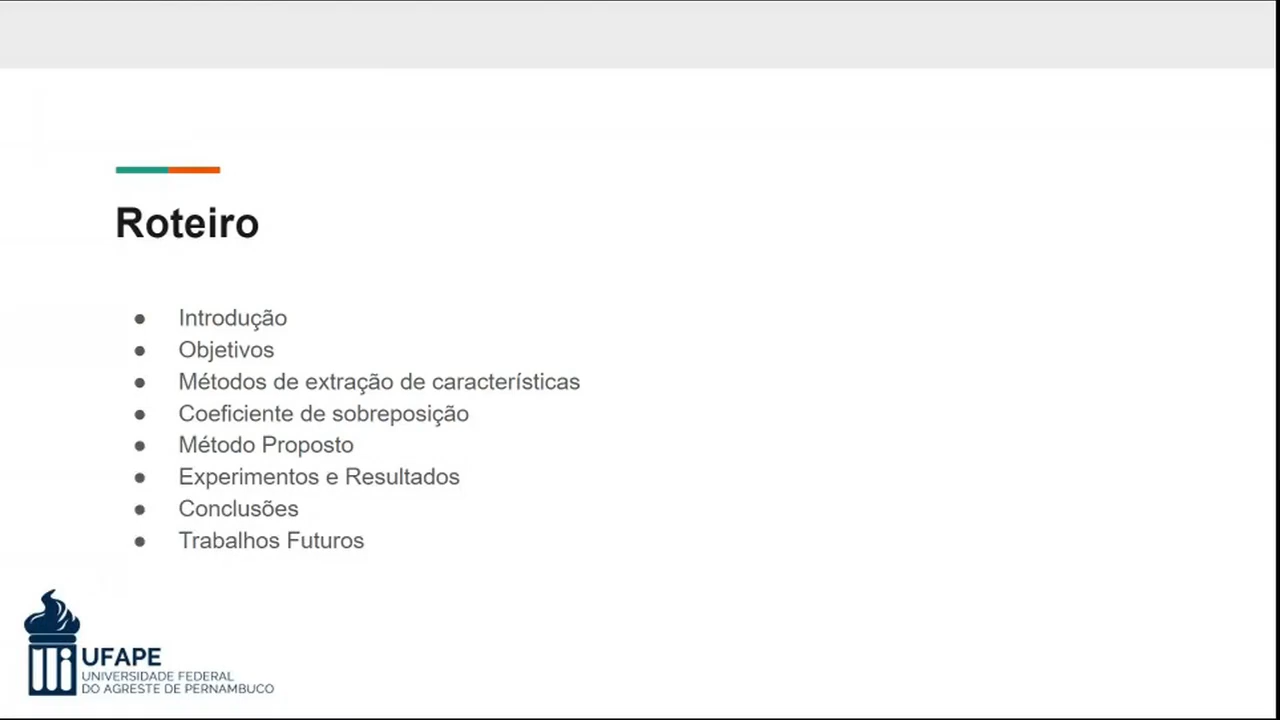 Roteiro
● Introdução
● Objetivos
● Métodos de extração de características
● Coeficiente de sobreposição
● Método Proposto
● Experimentos e Resultados
● Conclusões
● Trabalhos Futuros
UFAPE
UNIVERSIDADE FEDERAL
DO AGRESTE DE PERNAMBUCO